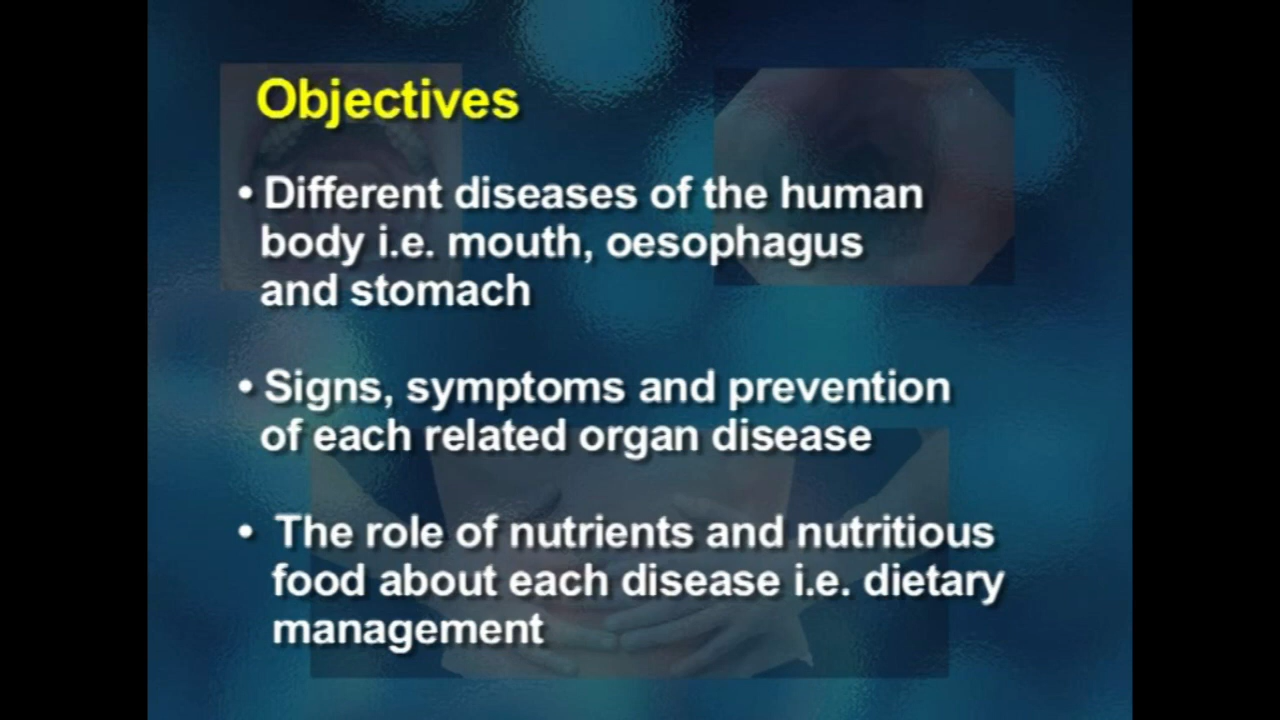 Objectives
• Different diseases of the human
body i.e. mouth, oesophagus
and stomach
• Signs, symptoms and prevention
of each related organ disease
• The role of nutrients and nutritious
food about each disease i.e. dietary
management